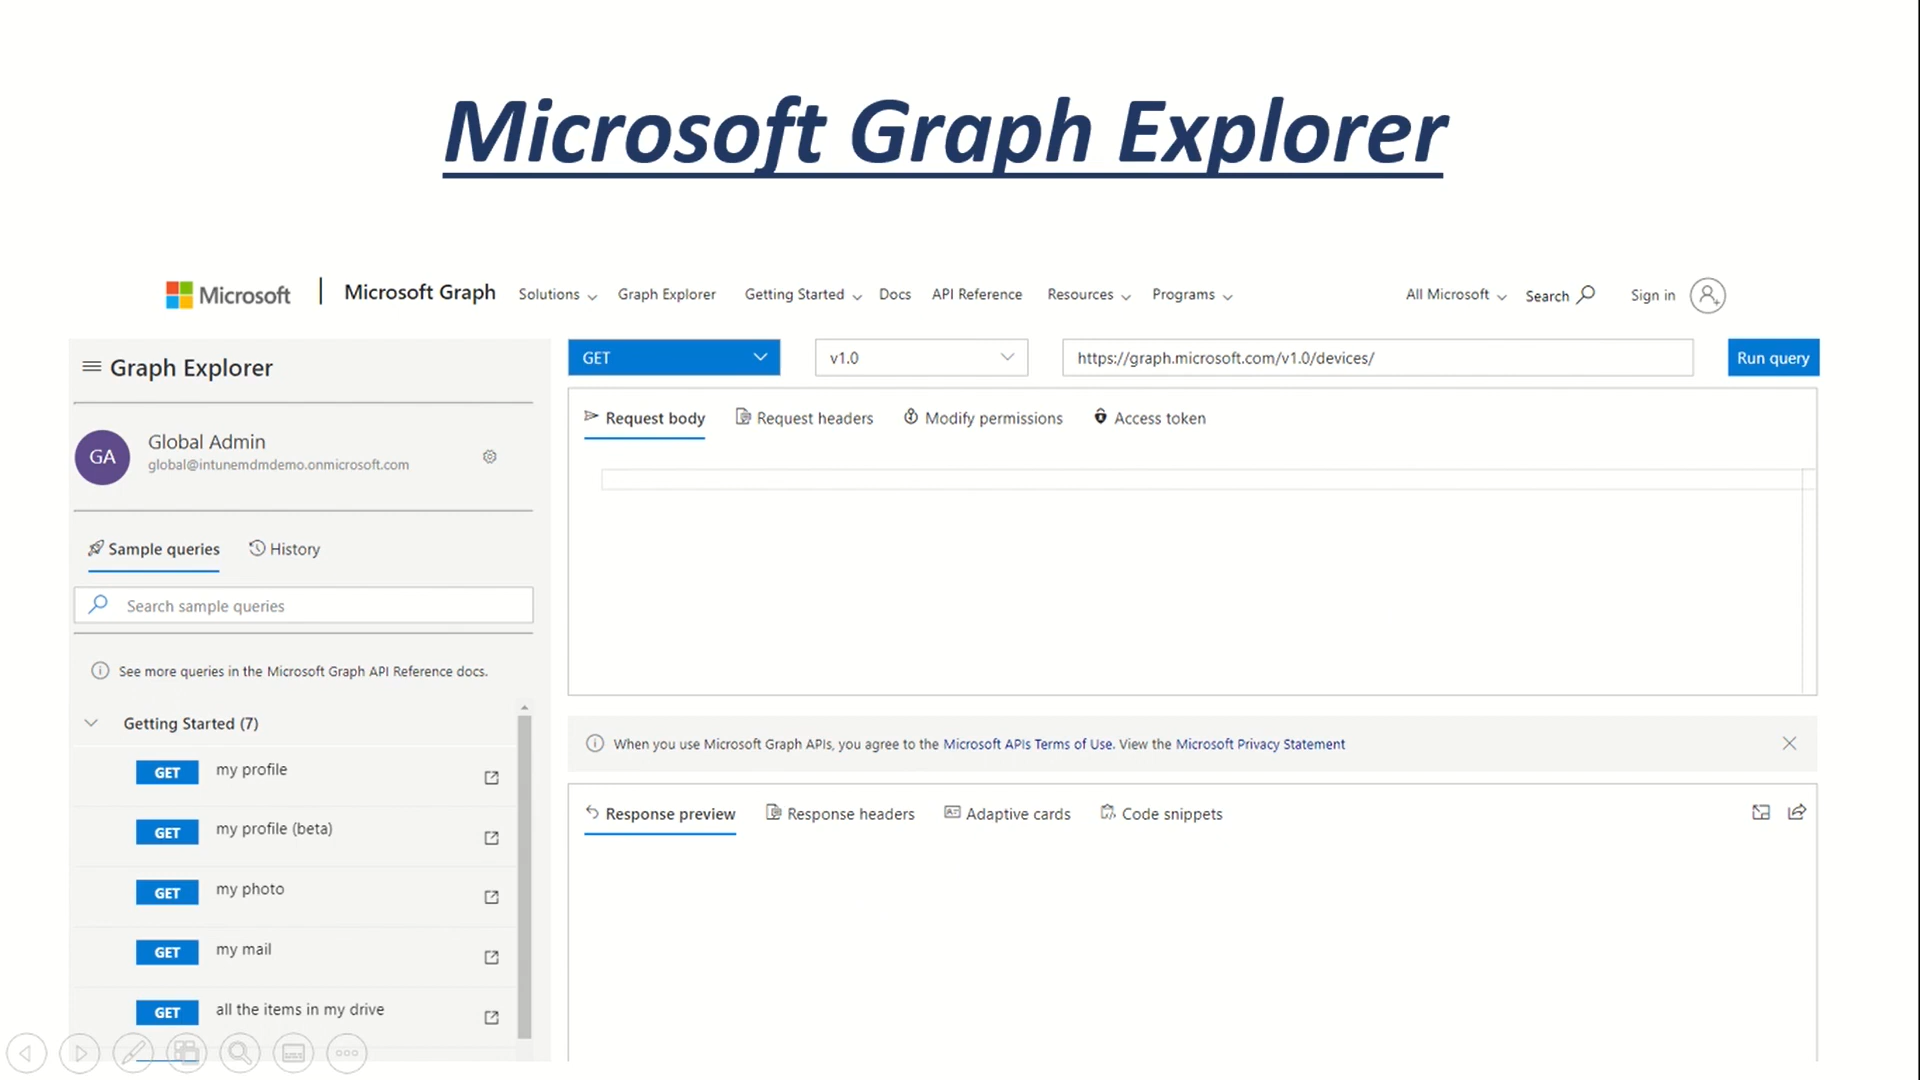 Microsoft Graph Explorer
Microsoft | Microsoft Graph Solutions Graph Explorer Getting Started Docs API Reference Resources Programs All Microsoft Search Sign in
Graph Explorer
GET v1.0 https://graph.microsoft.com/v1.0/devices/ Run query
GA
Global Admin
global@intunemdmdemo.onmicrosoft.com
Request body Request headers Modify permissions Access token
Sample queries History
Search sample queries
See more queries in the Microsoft Graph API Reference docs.
Getting Started (7)
GET my profile
GET my profile (beta)
GET my photo
GET my mail
GET all the items in my drive
When you use Microsoft Graph APIs, you agree to the Microsoft APIs Terms of Use. View the Microsoft Privacy Statement
Response preview Response headers Adaptive cards Code snippets